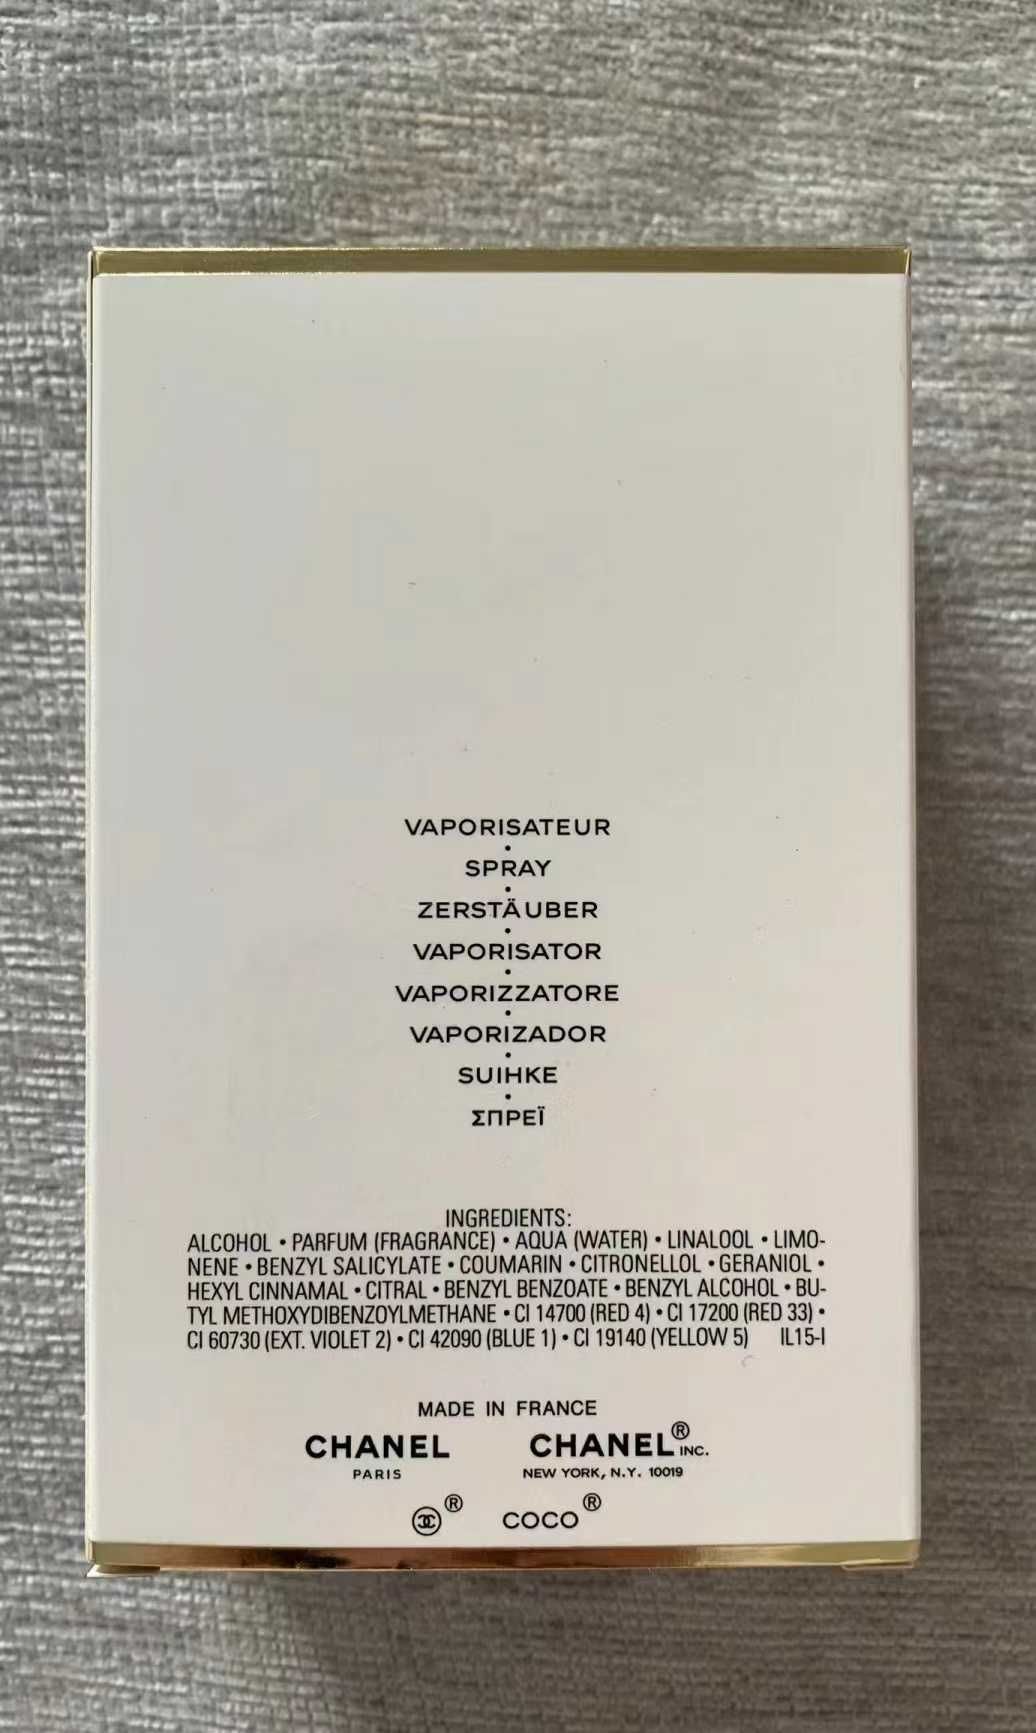 VAPORISATEUR
•
SPRAY
•
ZERSTÄUBER
•
VAPORISATOR
•
VAPORIZZATORE
•
VAPORIZADOR
•
SUIHKE
•
ΣΠΡΕΪ
INGREDIENTS:
ALCOHOL • PARFUM (FRAGRANCE) • AQUA (WATER) • LINALOOL • LIMO-
NENE • BENZYL SALICYLATE • COUMARIN • CITRONELLOL • GERANIOL •
HEXYL CINNAMAL • CITRAL • BENZYL BENZOATE • BENZYL ALCOHOL • BU-
TYL METHOXYDIBENZOYLMETHANE • CI 14700 (RED 4) • CI 17200 (RED 33) •
CI 60730 (EXT. VIOLET 2) • CI 42090 (BLUE 1) • CI 19140 (YELLOW 5) IL15-I
MADE IN FRANCE
CHANEL CHANEL® INC.
PARIS NEW YORK, N.Y. 10019
® COCO®